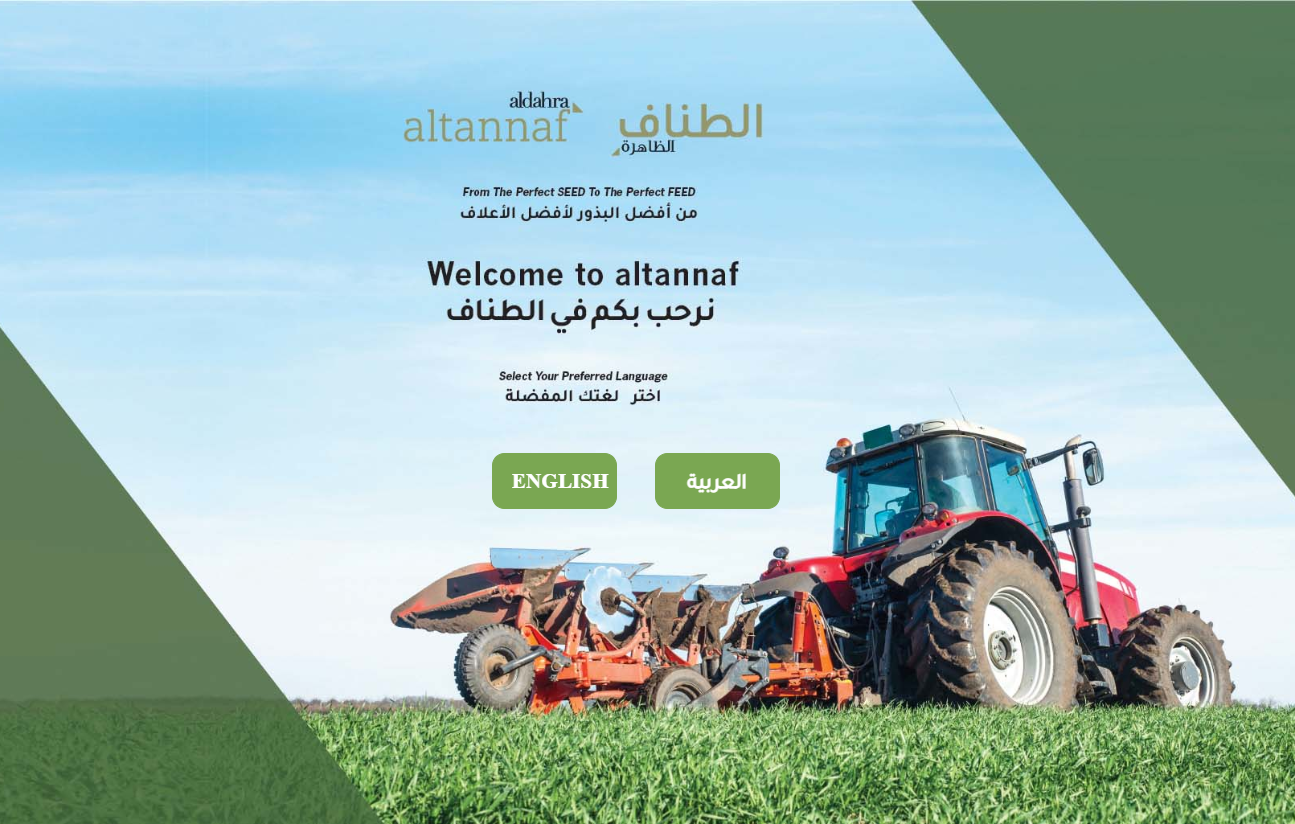 aldahra
altannaf
الطناف
الظاهرة
From The Perfect SEED To The Perfect FEED
من أفضل البذور لأفضل الأعلاف
Welcome to altannaf
نرحب بكم في الطناف
Select Your Preferred Language
اختر لغتك المفضلة
ENGLISH
العربية